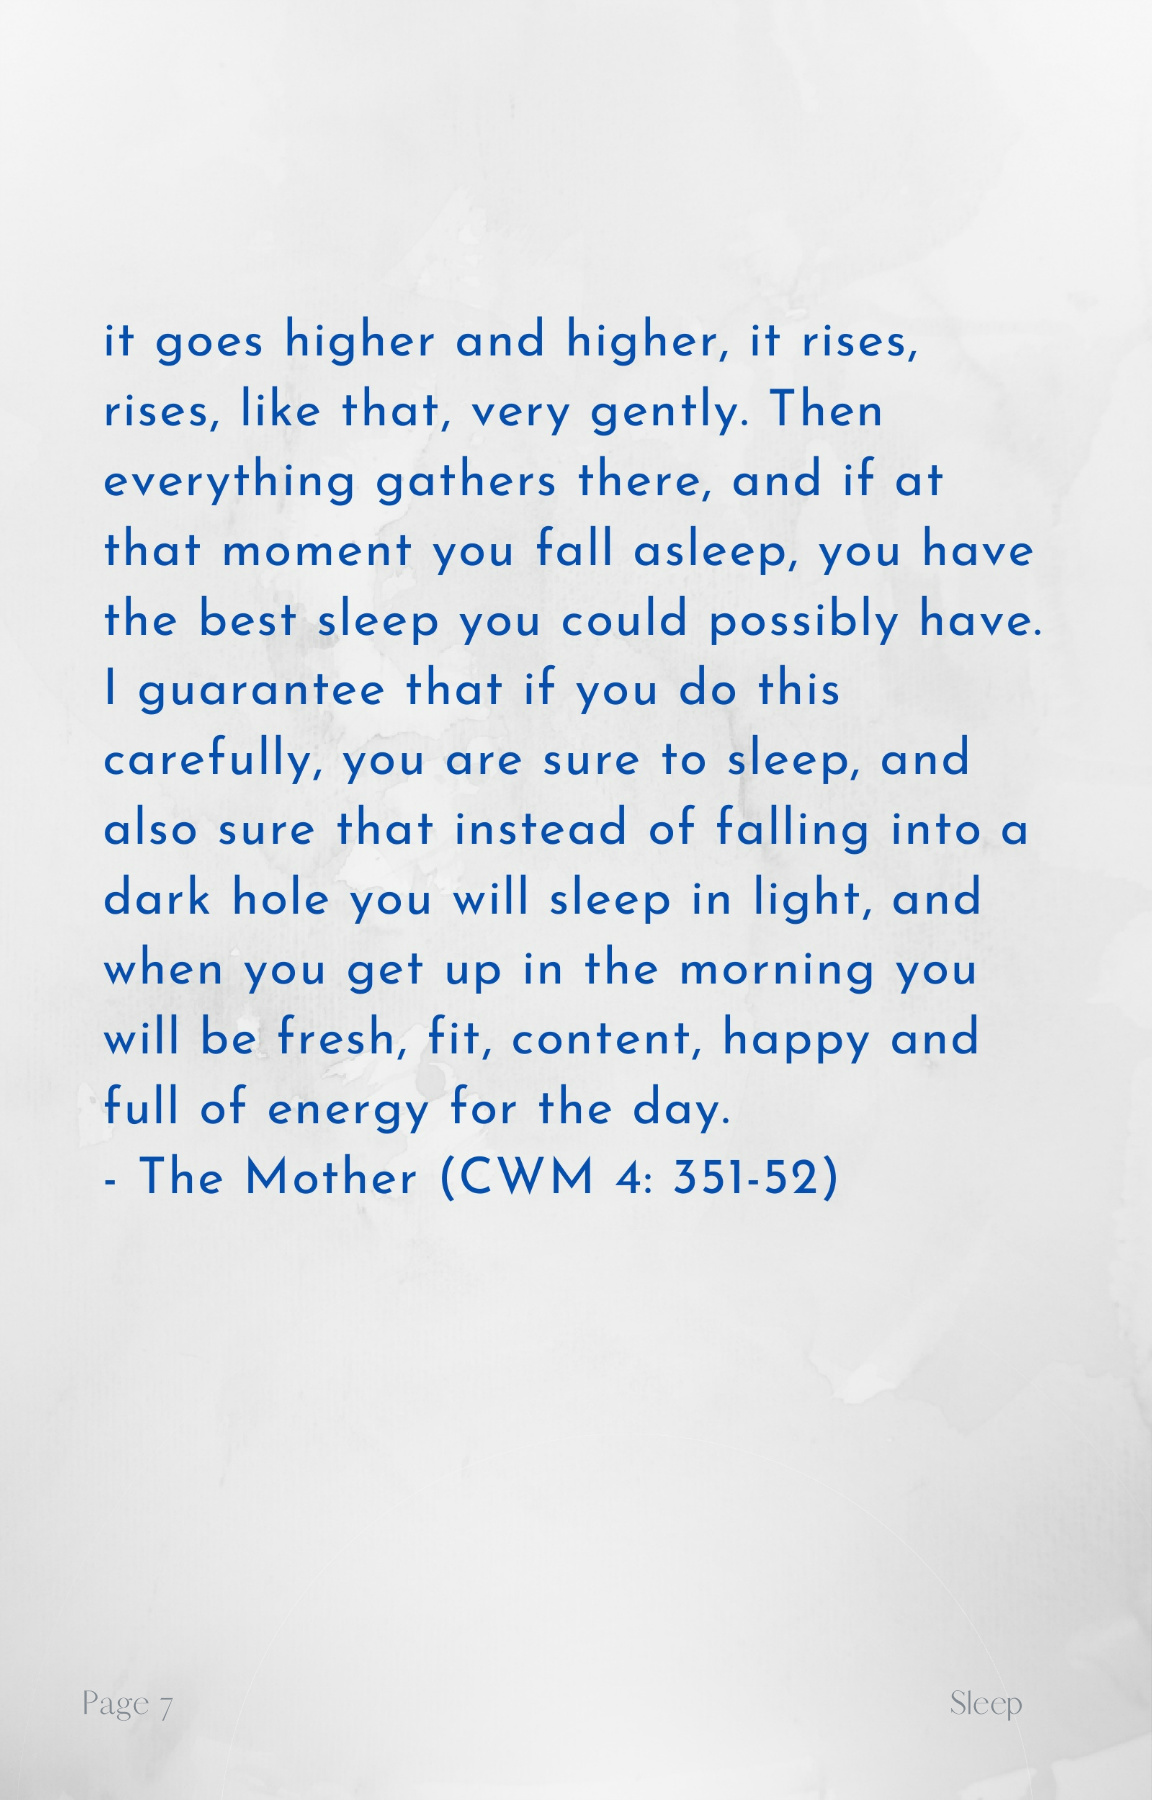 it goes higher and higher, it rises,
rises, like that, very gently. Then
everything gathers there, and if at
that moment you fall asleep, you have
the best sleep you could possibly have.
I guarantee that if you do this
carefully, you are sure to sleep, and
also sure that instead of falling into a
dark hole you will sleep in light, and
when you get up in the morning you
will be fresh, fit, content, happy and
full of energy for the day.
- The Mother (CWM 4: 351-52)
Page 7
Sleep